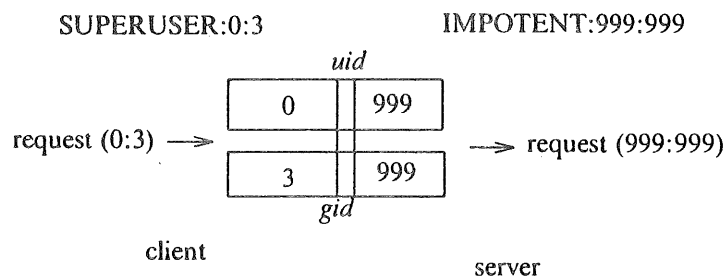 SUPERUSER:0:3 IMPOTENT:999:999
uid
0 999
request (0:3) request (999:999)
3 999
gid
client
server